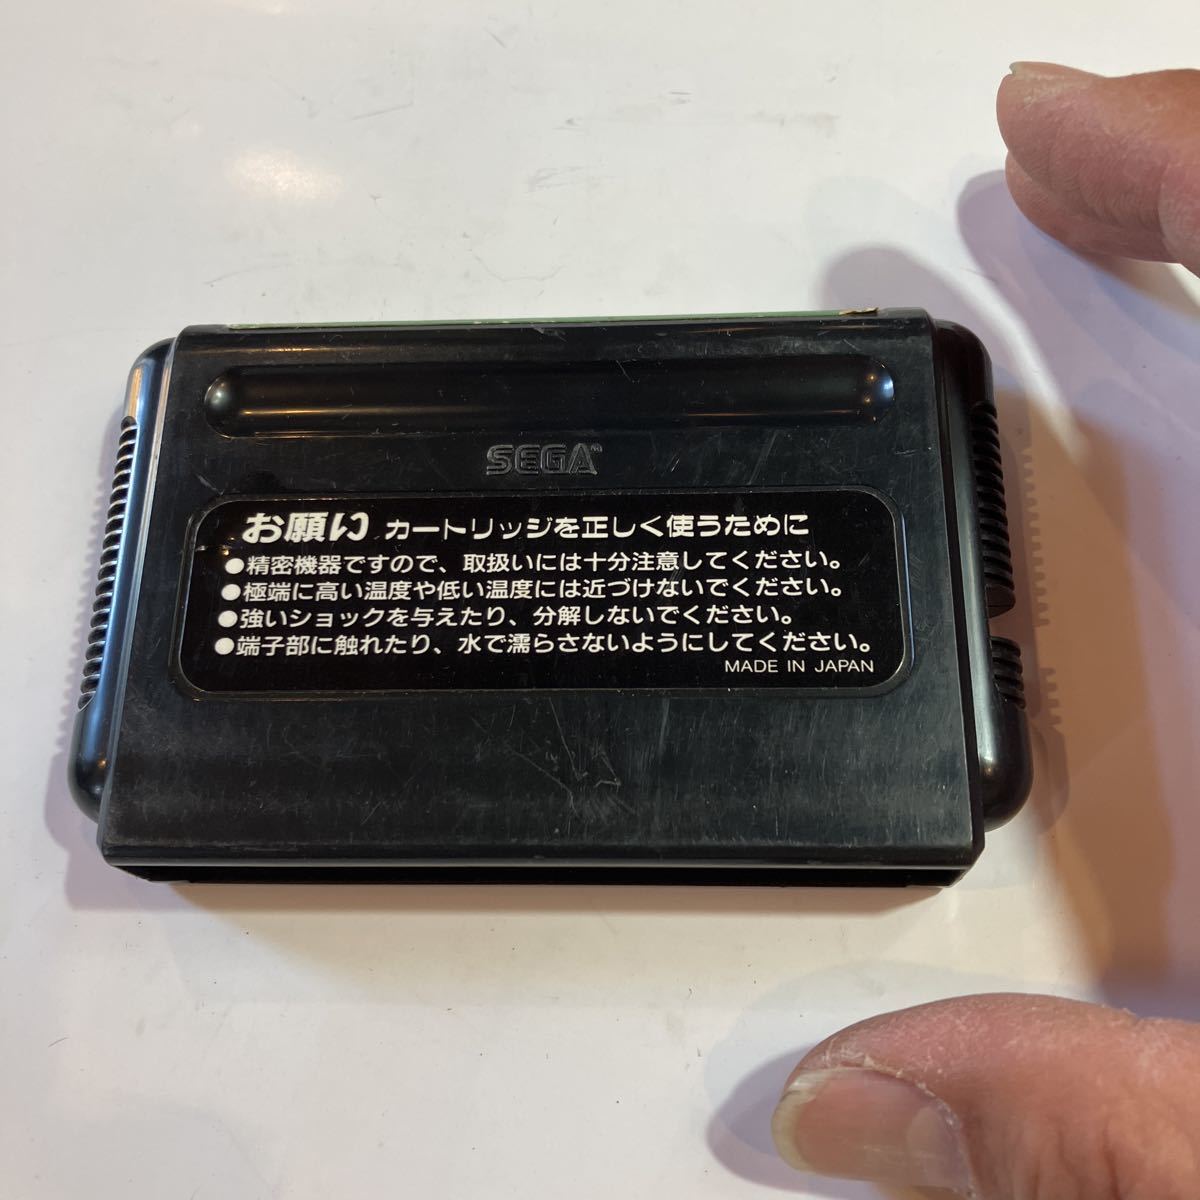 SEGA™
お願い カートリッジを正しく使うために
●精密機器ですので、取扱いには十分注意してください。
●極端に高い温度や低い温度には近づけないでください。
●強いショックを与えたり、分解しないでください。
●端子部に触れたり、水で濡らさないようにしてください。
MADE IN JAPAN